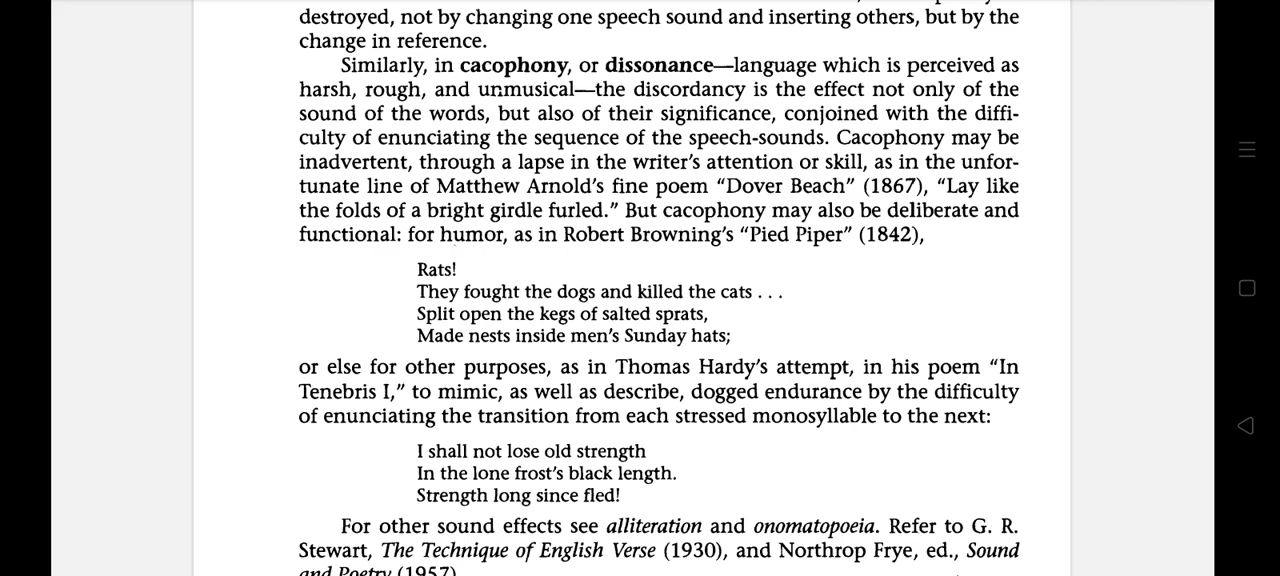 destroyed, not by changing one speech sound and inserting others, but by the
change in reference.
Similarly, in cacophony, or dissonance—language which is perceived as
harsh, rough, and unmusical—the discordancy is the effect not only of the
sound of the words, but also of their significance, conjoined with the diffi-
culty of enunciating the sequence of the speech-sounds. Cacophony may be
inadvertent, through a lapse in the writer's attention or skill, as in the unfor-
tunate line of Matthew Arnold's fine poem “Dover Beach” (1867), “Lay like
the folds of a bright girdle furled.” But cacophony may also be deliberate and
functional: for humor, as in Robert Browning's “Pied Piper” (1842),
Rats!
They fought the dogs and killed the cats . . .
Split open the kegs of salted sprats,
Made nests inside men's Sunday hats;
or else for other purposes, as in Thomas Hardy's attempt, in his poem “In
Tenebris I,” to mimic, as well as describe, dogged endurance by the difficulty
of enunciating the transition from each stressed monosyllable to the next:
I shall not lose old strength
In the lone frost's black length.
Strength long since fled!
For other sound effects see alliteration and onomatopoeia. Refer to G. R.
Stewart, The Technique of English Verse (1930), and Northrop Frye, ed., Sound
and Poetry (1957)